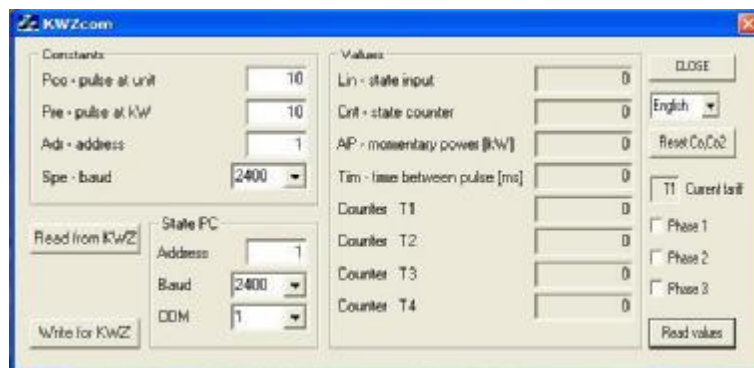 KWZcom
Constants
Poo - pulse at unit 10
Pre - pulse at kW 10
Adr - address 1
Spe - baud 2400
Read from KWZ
Write for KWZ
State PC
Address 1
Baud 2400
COM 1
Values
Lin - state input 0
Cnt - state counter 0
AP - momentary power [kW] 0
Tim - time between pulse [ms] 0
Counter T1 0
Counter T2 0
Counter T3 0
Counter T4 0
CLOSE
English
Reset Co,Co2
T1 Current tariff
Phase 1
Phase 2
Phase 3
Read values